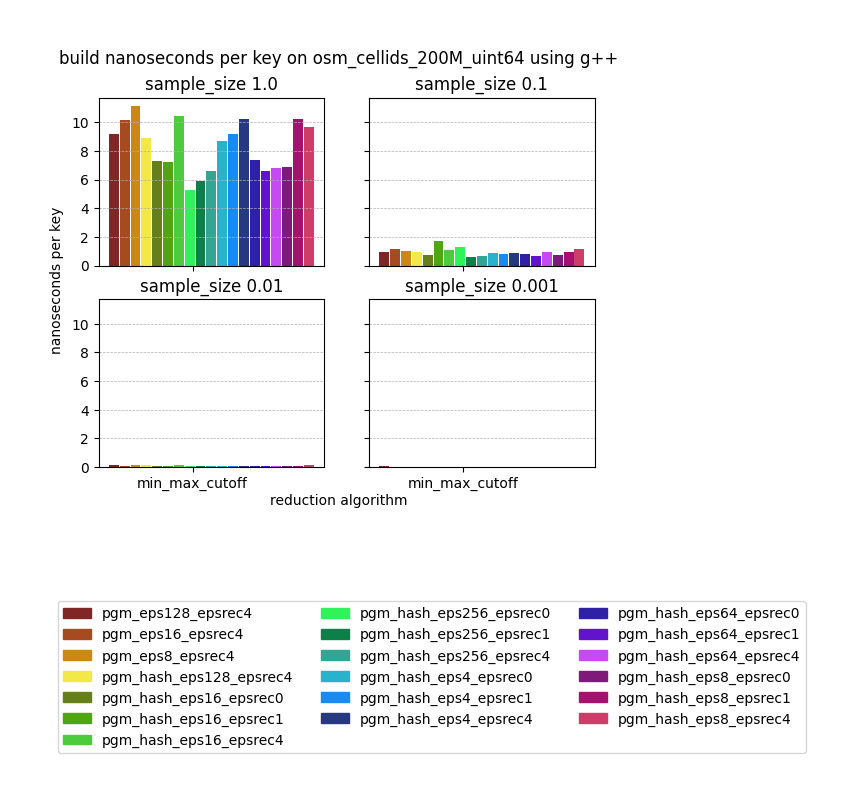 build nanoseconds per key on osm_cellids_200M_uint64 using g++
sample_size 1.0
sample_size 0.1
10
8
6
4
2
0
nanoseconds per key
sample_size 0.01
sample_size 0.001
10
8
6
4
2
0
min_max_cutoff
min_max_cutoff
reduction algorithm
pgm_eps128_epsrec4
pgm_eps16_epsrec4
pgm_eps8_epsrec4
pgm_hash_eps128_epsrec4
pgm_hash_eps16_epsrec0
pgm_hash_eps16_epsrec1
pgm_hash_eps16_epsrec4
pgm_hash_eps256_epsrec0
pgm_hash_eps256_epsrec1
pgm_hash_eps256_epsrec4
pgm_hash_eps4_epsrec0
pgm_hash_eps4_epsrec1
pgm_hash_eps4_epsrec4
pgm_hash_eps64_epsrec0
pgm_hash_eps64_epsrec1
pgm_hash_eps64_epsrec4
pgm_hash_eps8_epsrec0
pgm_hash_eps8_epsrec1
pgm_hash_eps8_epsrec4